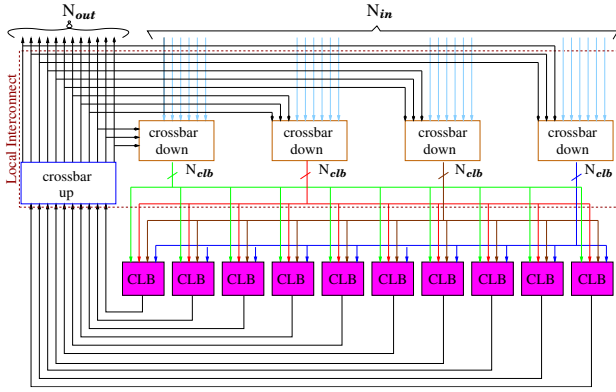 N_out N_in
Local Interconnect
crossbar down crossbar down crossbar down crossbar down
N_clb N_clb N_clb N_clb
crossbar up
CLB CLB CLB CLB CLB CLB CLB CLB CLB CLB